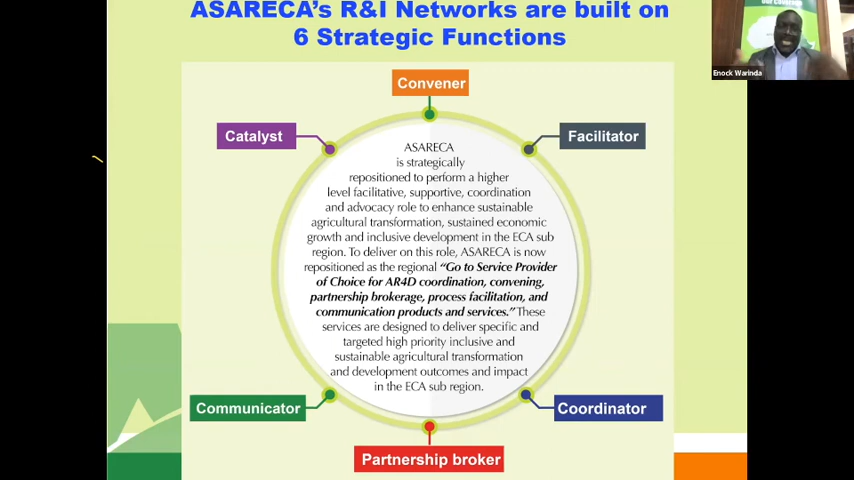 ASARECA's R&I Networks are built on
6 Strategic Functions
our coverage
Enock Warinda
Convener
Catalyst
Facilitator
ASARECA
is strategically
repositioned to perform a higher
level facilitative, supportive, coordination
and advocacy role to enhance sustainable
agricultural transformation, sustained economic
growth and inclusive development in the ECA sub
region. To deliver on this role, ASARECA is now
repositioned as the regional “Go to Service Provider
of Choice for AR4D coordination, convening,
partnership brokerage, process facilitation, and
communication products and services.” These
services are designed to deliver specific and
targeted high priority inclusive and
sustainable agricultural transformation
and development outcomes and impact
in the ECA sub region.
Communicator
Coordinator
Partnership broker